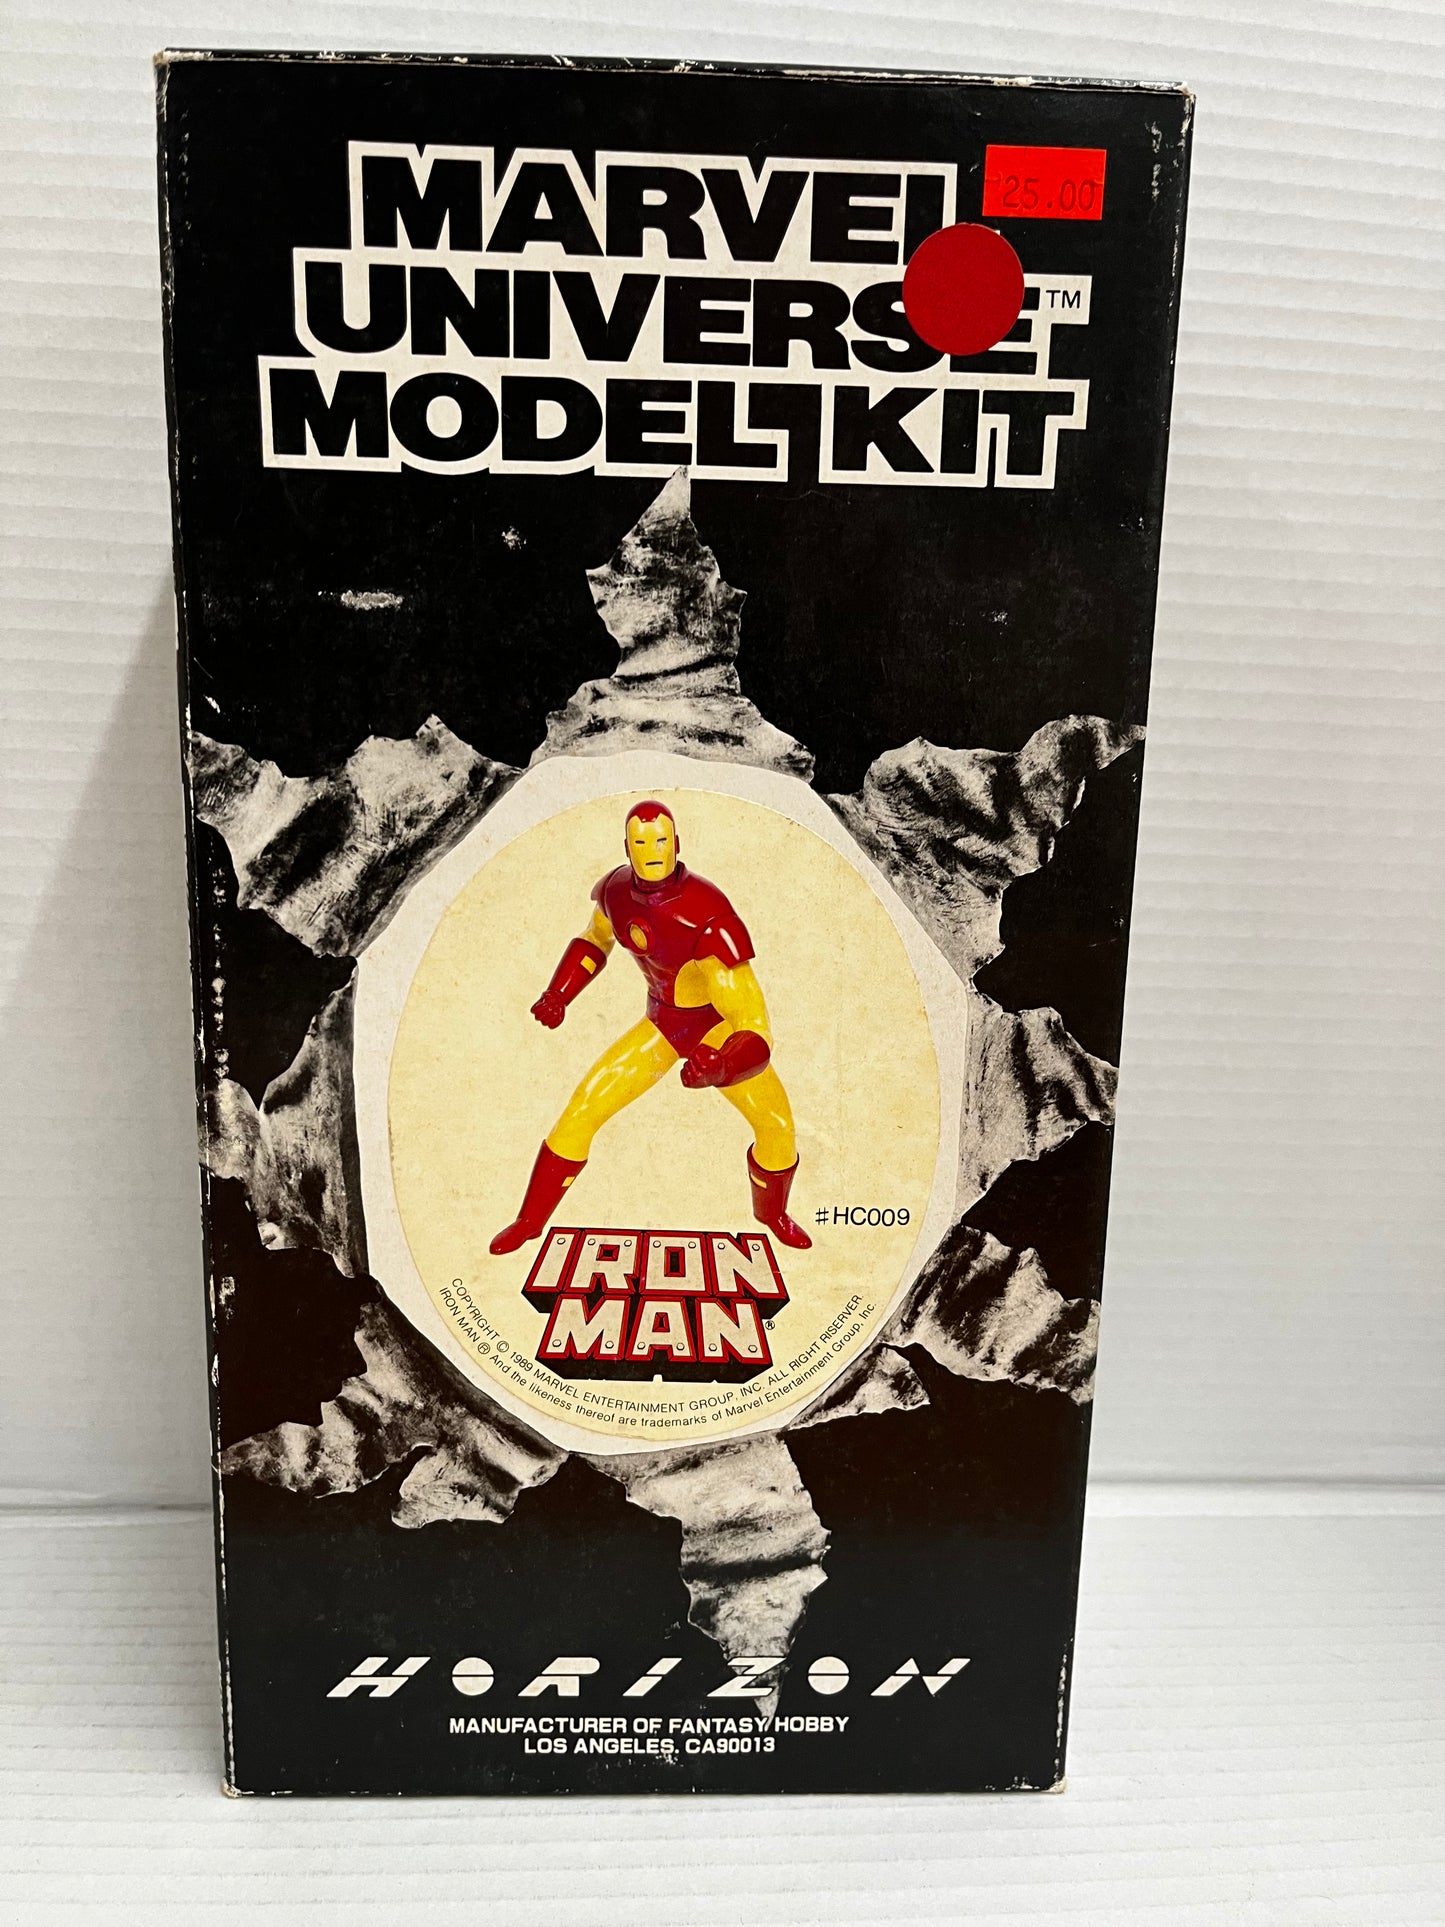 MARVEL
25.00
UNIVERSE™
MODEL KIT
#HC009
IRON
MAN®
COPYRIGHT © 1989 MARVEL ENTERTAINMENT GROUP, INC. ALL RIGHT RISERVER
IRON MAN ® And the likeness thereof are trademarks of Marvel Entertainment Group, Inc.
HORIZON
MANUFACTURER OF FANTASY HOBBY
LOS ANGELES. CA90013